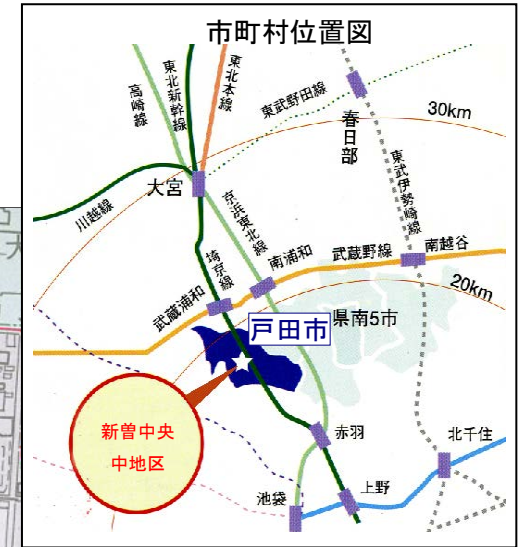 市町村位置図
高崎線
東北新幹線
東北本線
東武野田線
春日部
30km
大宮
東武伊勢崎線
川越線
京浜東北線
埼京線
南浦和
武蔵野線
南越谷
20km
武蔵浦和
戸田市
県南5市
新曽中央
中地区
赤羽
北千住
池袋
上野